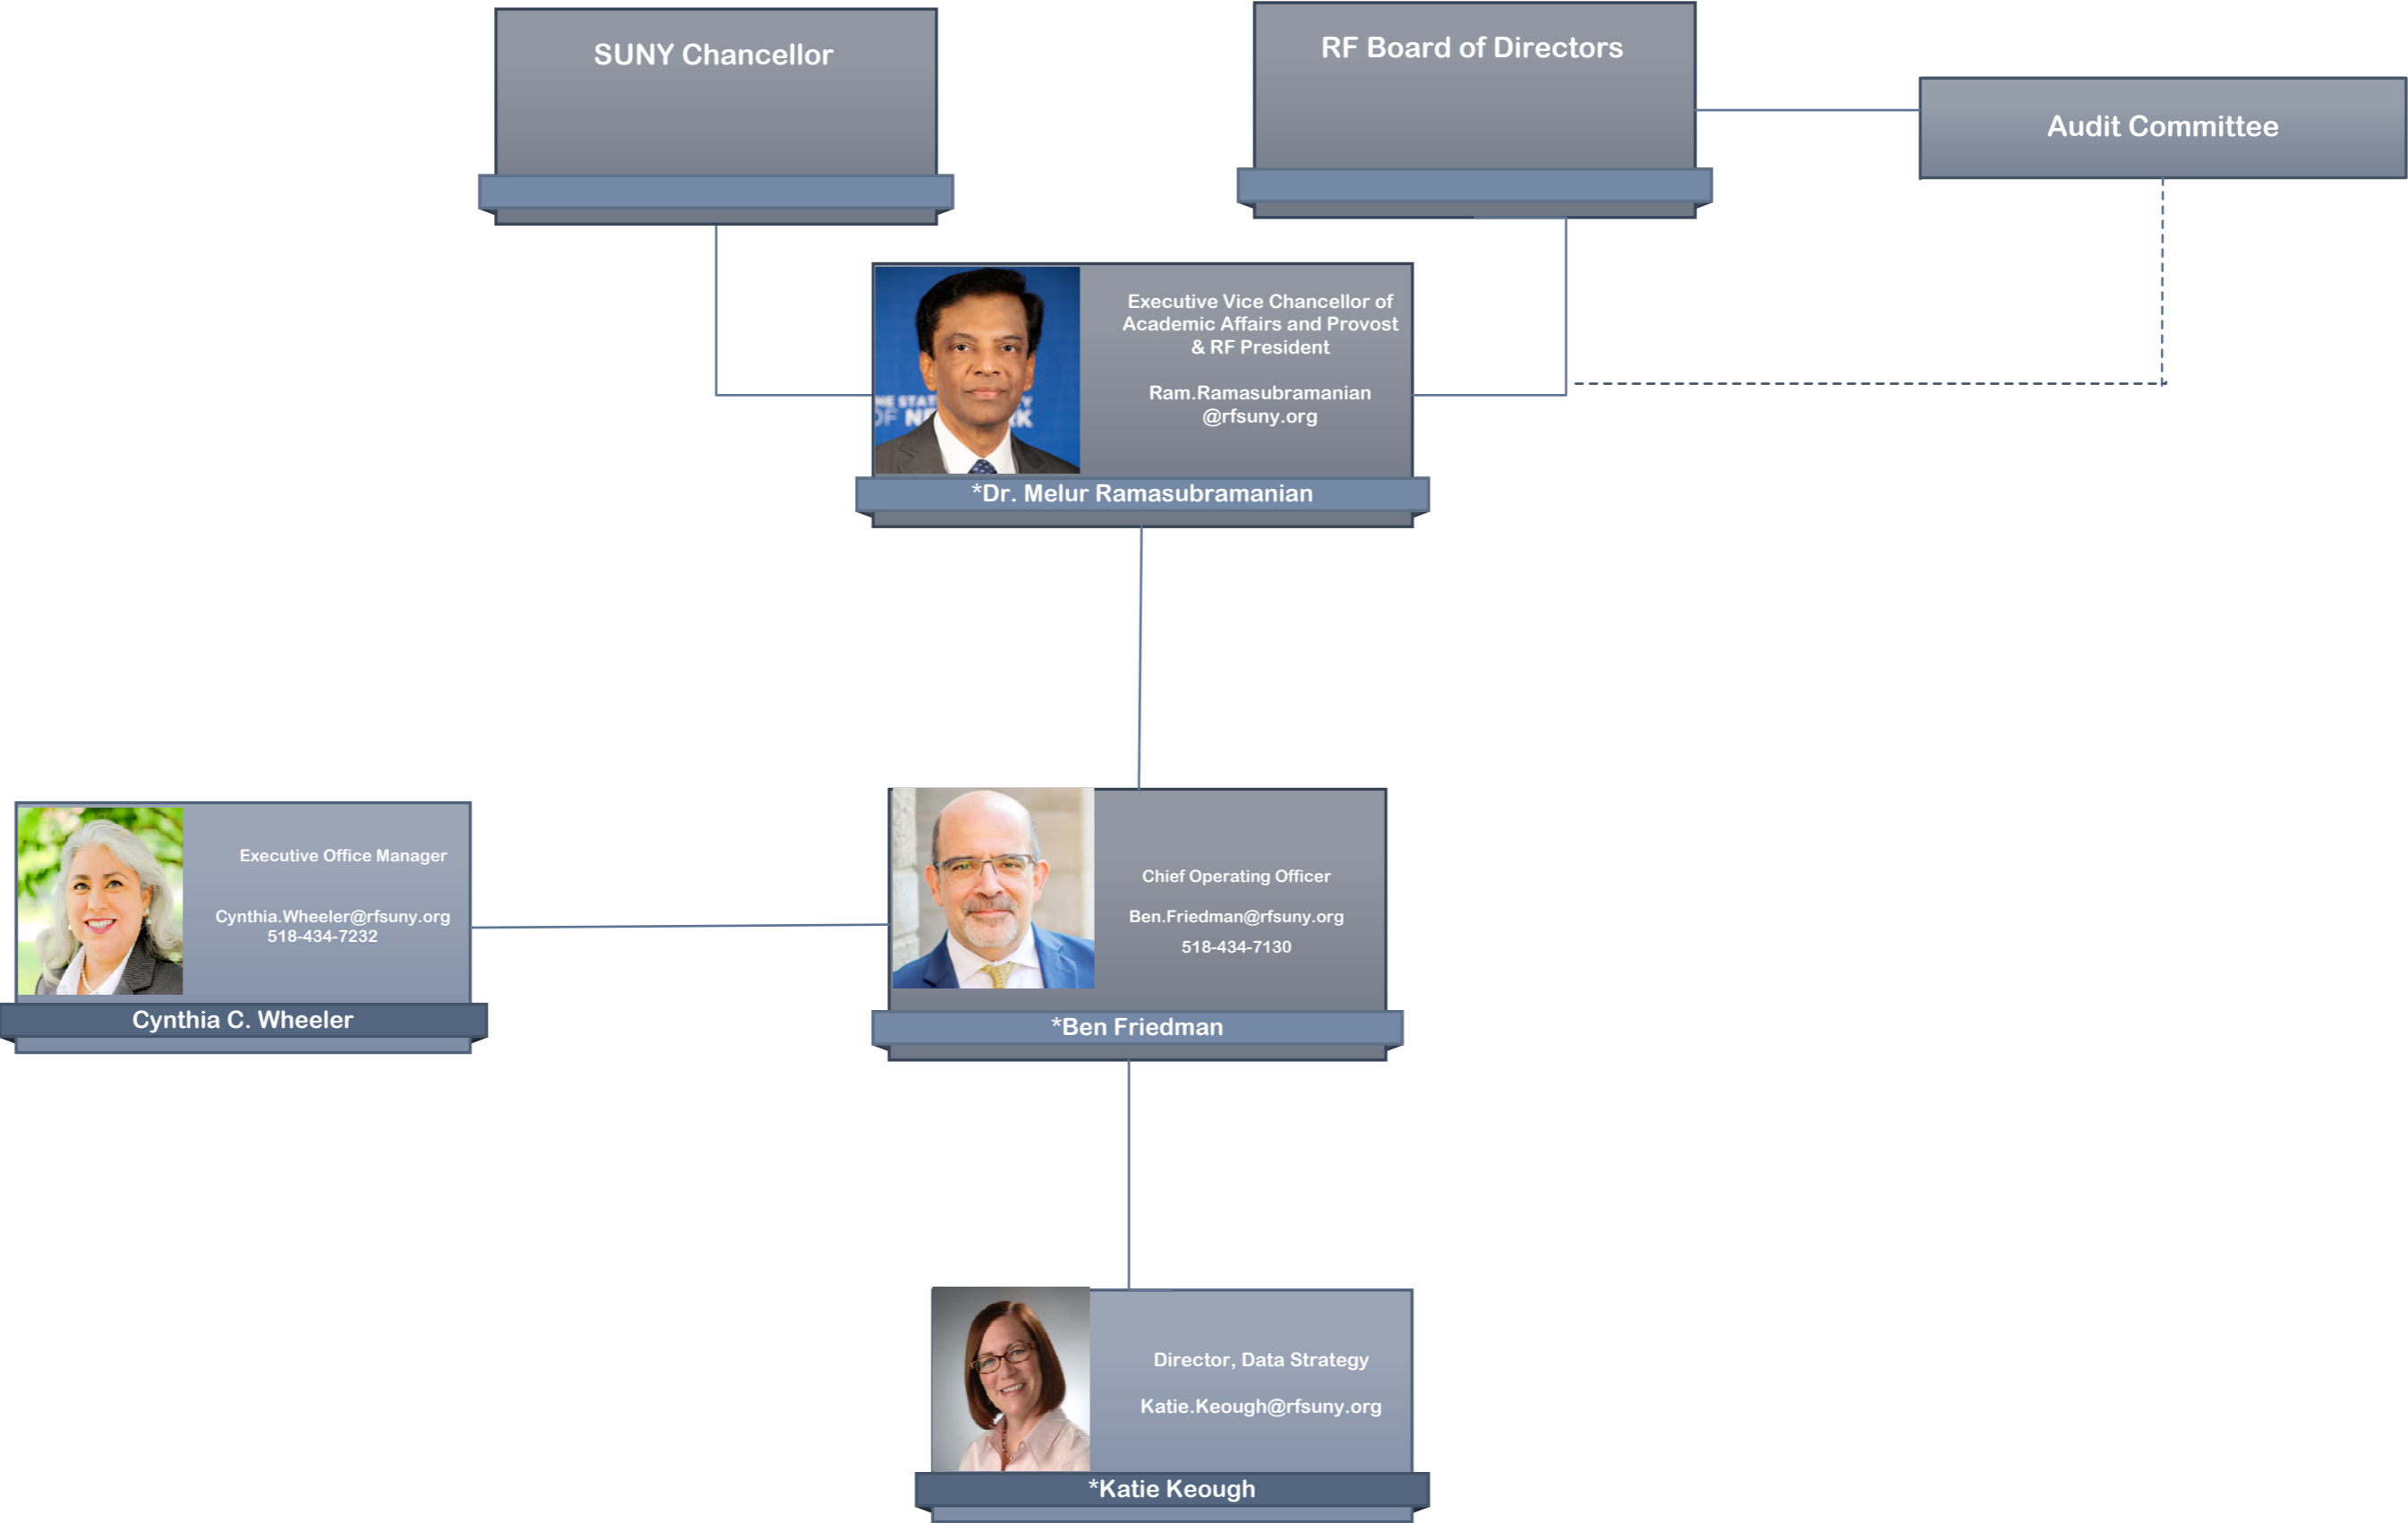 SUNY Chancellor
RF Board of Directors
Audit Committee
Executive Vice Chancellor of
Academic Affairs and Provost
& RF President
Ram.Ramasubramanian
@rfsuny.org
*Dr. Melur Ramasubramanian
Executive Office Manager
Cynthia.Wheeler@rfsuny.org
518-434-7232
Cynthia C. Wheeler
Chief Operating Officer
Ben.Friedman@rfsuny.org
518-434-7130
*Ben Friedman
Director, Data Strategy
Katie.Keough@rfsuny.org
*Katie Keough